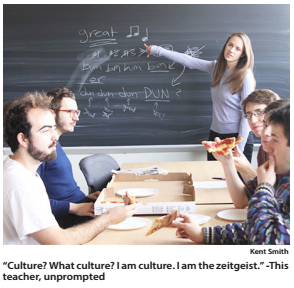 great
bum bum bum bum
dun dun-dun DUN ?
Kent Smith
“Culture? What culture? I am culture. I am the zeitgeist.” -This
teacher, unprompted